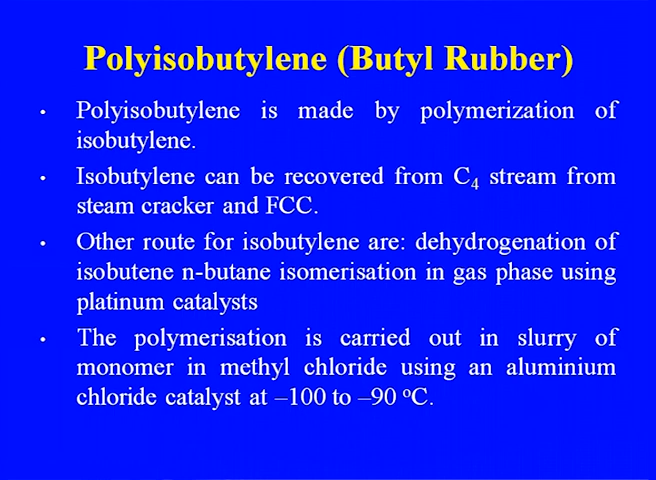 Polyisobutylene (Butyl Rubber)
• Polyisobutylene is made by polymerization of
isobutylene.
• Isobutylene can be recovered from C₄ stream from
steam cracker and FCC.
• Other route for isobutylene are: dehydrogenation of
isobutene n-butane isomerisation in gas phase using
platinum catalysts
• The polymerisation is carried out in slurry of
monomer in methyl chloride using an aluminium
chloride catalyst at –100 to –90 ᵒC.